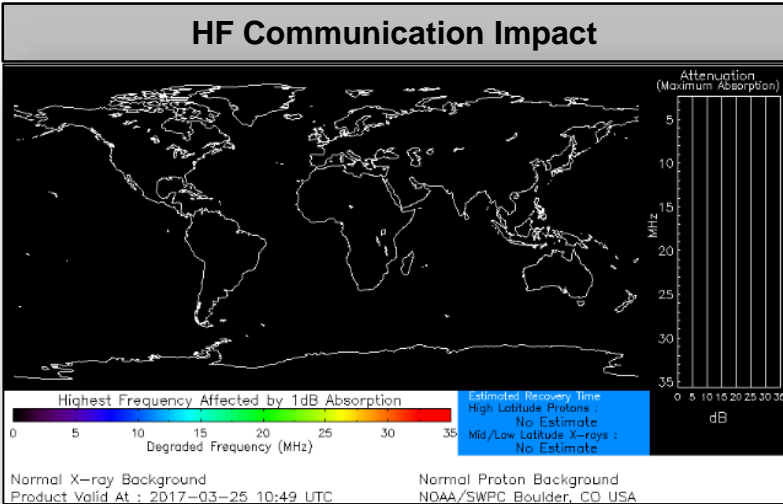 HF Communication Impact
Attenuation
(Maximum Absorption)
5
10
15
20
25
30
35
MHz
0 5 10 15 20 25 30 35
dB
Highest Frequency Affected by 1dB Absorption
0 5 10 15 20 25 30 35
Degraded Frequency (MHz)
Estimated Recovery Time
High Latitude Protons :
No Estimate
Mid/Low Latitude X-rays :
No Estimate
Normal X-ray Background
Normal Proton Background
Product Valid At : 2017-03-25 10:49 UTC
NOAA/SWPC Boulder, CO USA